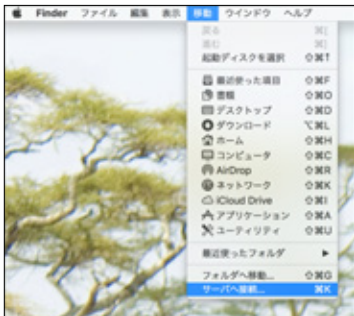 Finder ファイル 編集 表示 移動 ウインドウ ヘルプ
戻る ⌘[
進む ⌘]
起動ディスクを選択 ⇧⌘↑
最近使った項目 ⇧⌘F
書類 ⇧⌘O
デスクトップ ⇧⌘D
ダウンロード ⌥⌘L
ホーム ⇧⌘H
コンピュータ ⇧⌘C
AirDrop ⇧⌘R
ネットワーク ⇧⌘K
iCloud Drive ⇧⌘I
アプリケーション ⇧⌘A
ユーティリティ ⇧⌘U
最近使ったフォルダ ▶
フォルダへ移動... ⇧⌘G
サーバへ接続... ⌘K